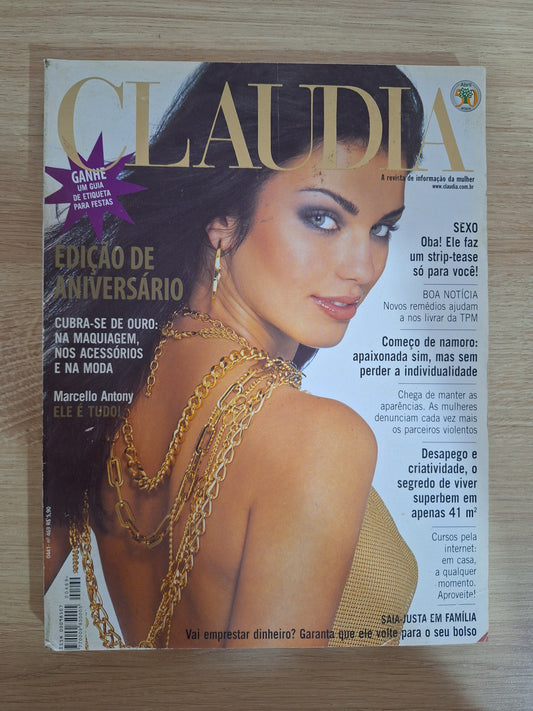 CLAUDIA
Abril
A revista de informação da mulher
www.claudia.com.br
GANHE
UM GUIA
DE ETIQUETA
PARA FESTAS
EDIÇÃO DE
ANIVERSÁRIO
CUBRA-SE DE OURO:
NA MAQUIAGEM,
NOS ACESSÓRIOS
E NA MODA
Marcello Antony
ELE É TUDO!
SEXO
Oba! Ele faz
um strip-tease
só para você!
BOA NOTÍCIA
Novos remédios ajudam
a nos livrar da TPM
Começo de namoro:
apaixonada sim, mas sem
perder a individualidade
Chega de manter as
aparências. As mulheres
denunciam cada vez mais
os parceiros violentos
Desapego e
criatividade, o
segredo de viver
superbem em
apenas 41 m²
Cursos pela
internet:
em casa,
a qualquer
momento.
Aproveite!
SAIA-JUSTA EM FAMÍLIA
Vai emprestar dinheiro? Garanta que ele volte para o seu bolso